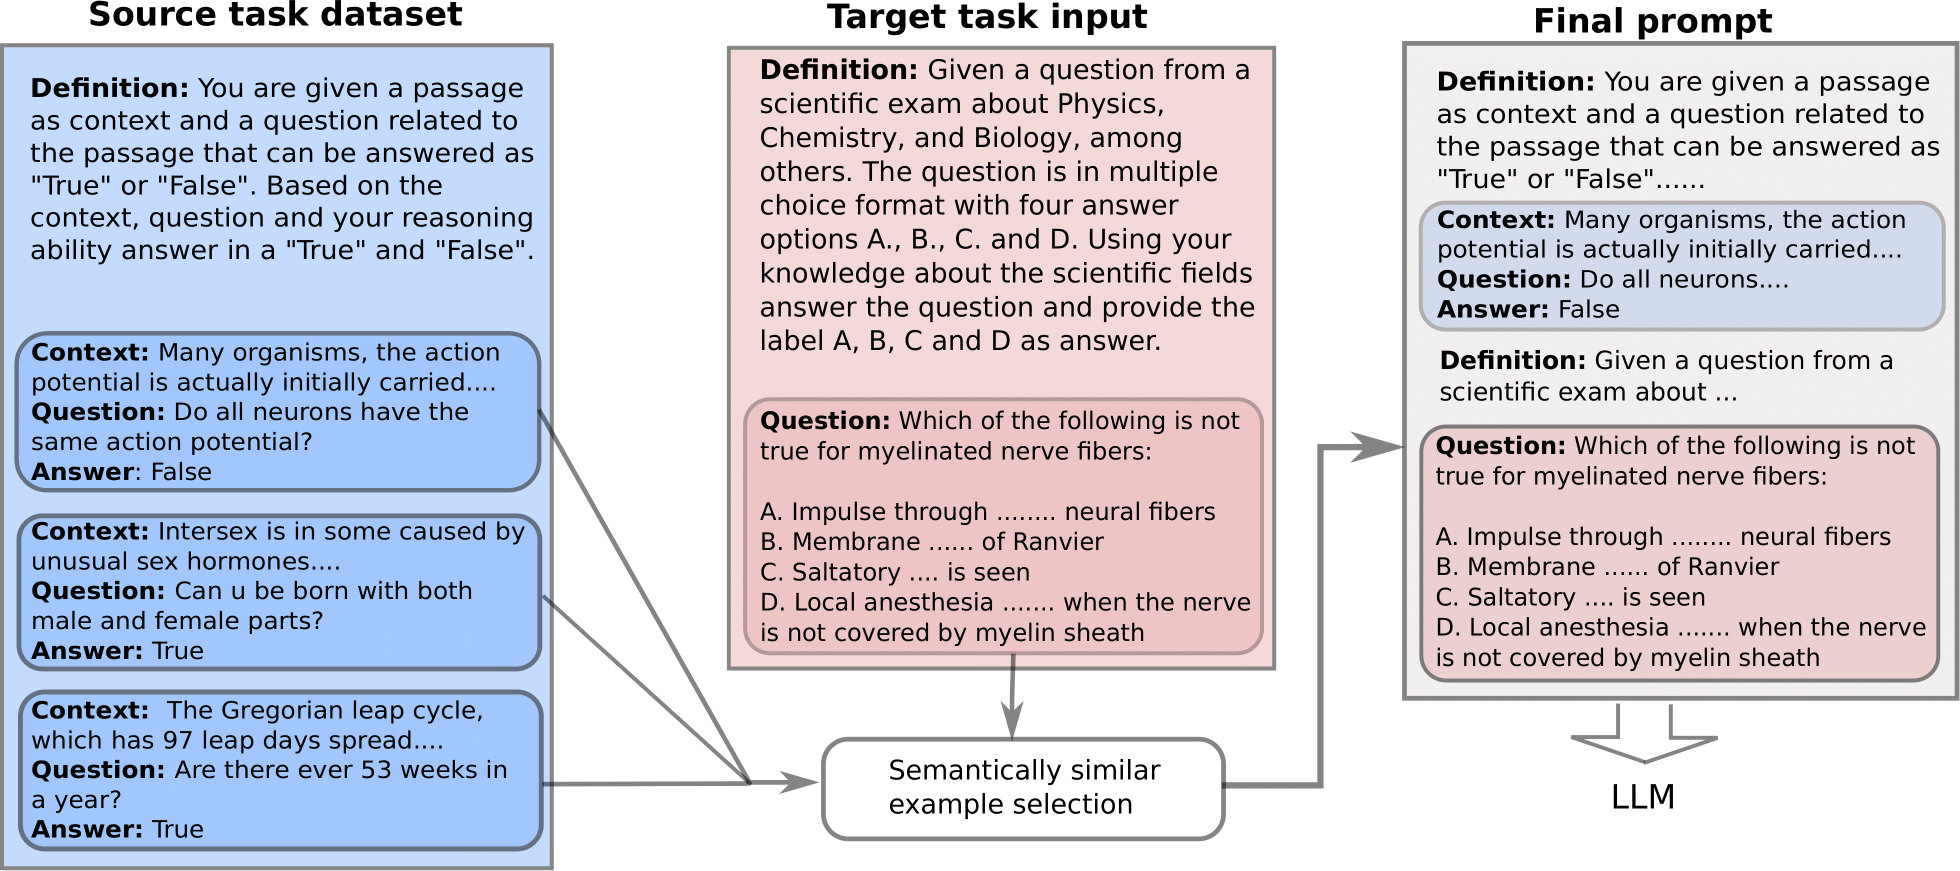 Source task dataset
Definition: You are given a passage
as context and a question related to
the passage that can be answered as
"True" or "False". Based on the
context, question and your reasoning
ability answer in a "True" and "False".
Context: Many organisms, the action
potential is actually initially carried....
Question: Do all neurons have the
same action potential?
Answer: False
Context: Intersex is in some caused by
unusual sex hormones....
Question: Can u be born with both
male and female parts?
Answer: True
Context: The Gregorian leap cycle,
which has 97 leap days spread....
Question: Are there ever 53 weeks in
a year?
Answer: True
Target task input
Definition: Given a question from a
scientific exam about Physics,
Chemistry, and Biology, among
others. The question is in multiple
choice format with four answer
options A., B., C. and D. Using your
knowledge about the scientific fields
answer the question and provide the
label A, B, C and D as answer.
Question: Which of the following is not
true for myelinated nerve fibers:
A. Impulse through ........ neural fibers
B. Membrane ...... of Ranvier
C. Saltatory .... is seen
D. Local anesthesia ....... when the nerve
is not covered by myelin sheath
Semantically similar
example selection
Final prompt
Definition: You are given a passage
as context and a question related to
the passage that can be answered as
"True" or "False"......
Context: Many organisms, the action
potential is actually initially carried....
Question: Do all neurons....
Answer: False
Definition: Given a question from a
scientific exam about ...
Question: Which of the following is not
true for myelinated nerve fibers:
A. Impulse through ........ neural fibers
B. Membrane ...... of Ranvier
C. Saltatory .... is seen
D. Local anesthesia ....... when the nerve
is not covered by myelin sheath
LLM